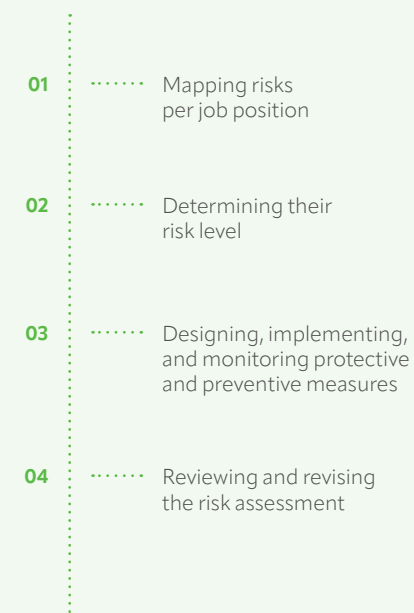 01 Mapping risks
per job position
02 Determining their
risk level
03 Designing, implementing,
and monitoring protective
and preventive measures
04 Reviewing and revising
the risk assessment